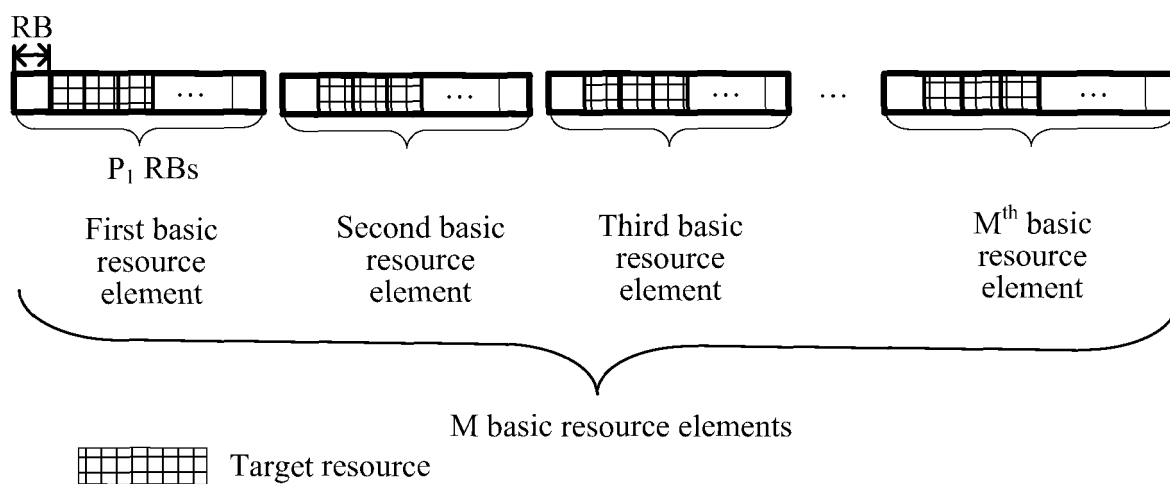 RB
... ... ... ... ...
P₁ RBs
First basic resource element
Second basic resource element
Third basic resource element
Mᵗʰ basic resource element
M basic resource elements
Target resource